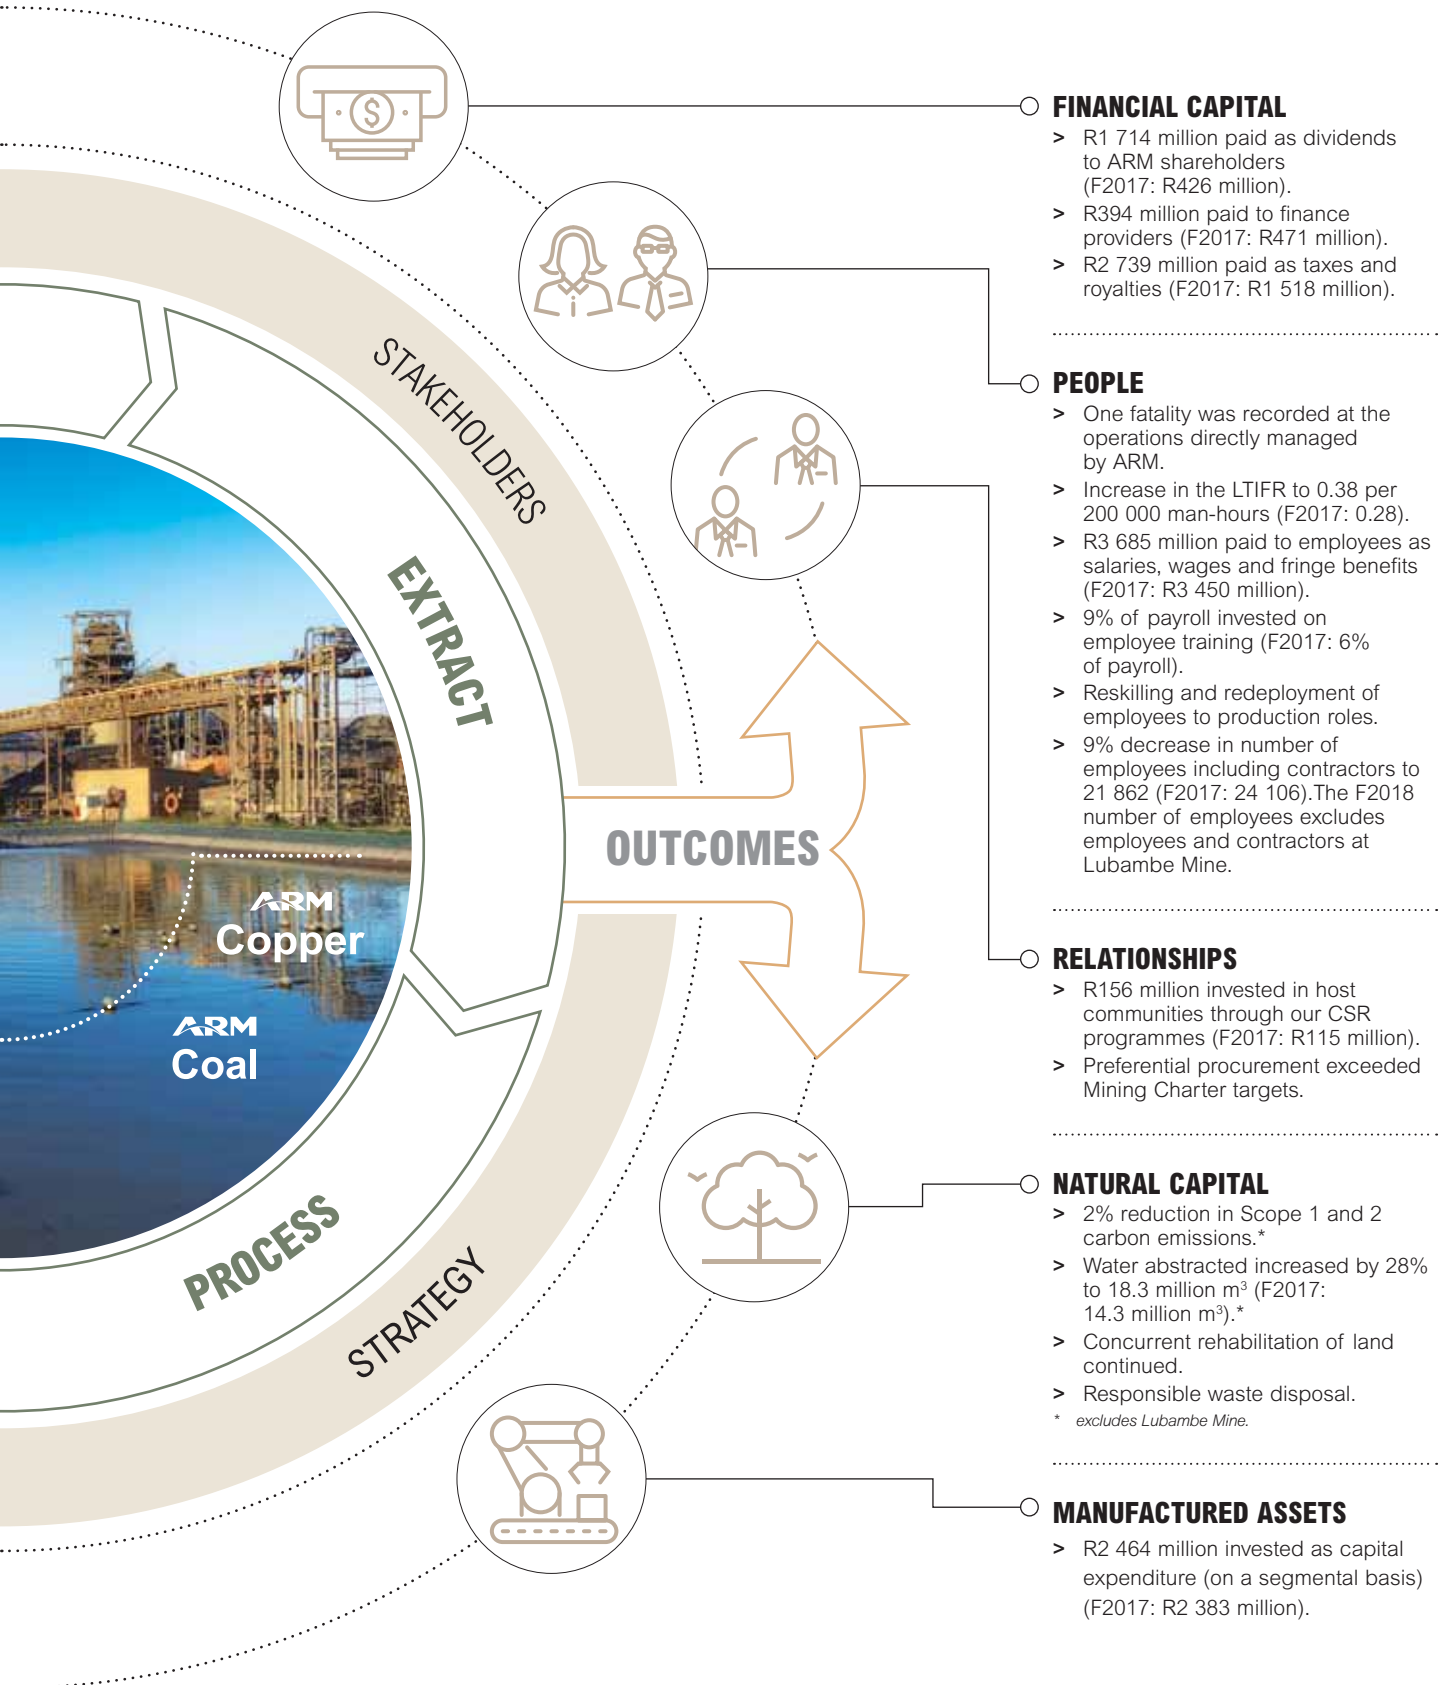 FINANCIAL CAPITAL
> R1 714 million paid as dividends
to ARM shareholders
(F2017: R426 million).
> R394 million paid to finance
providers (F2017: R471 million).
> R2 739 million paid as taxes and
royalties (F2017: R1 518 million).
PEOPLE
> One fatality was recorded at the
operations directly managed
by ARM.
> Increase in the LTIFR to 0.38 per
200 000 man-hours (F2017: 0.28).
> R3 685 million paid to employees as
salaries, wages and fringe benefits
(F2017: R3 450 million).
> 9% of payroll invested on
employee training (F2017: 6%
of payroll).
> Reskilling and redeployment of
employees to production roles.
> 9% decrease in number of
employees including contractors to
21 862 (F2017: 24 106).The F2018
number of employees excludes
employees and contractors at
Lubambe Mine.
RELATIONSHIPS
> R156 million invested in host
communities through our CSR
programmes (F2017: R115 million).
> Preferential procurement exceeded
Mining Charter targets.
NATURAL CAPITAL
> 2% reduction in Scope 1 and 2
carbon emissions.*
> Water abstracted increased by 28%
to 18.3 million m³ (F2017:
14.3 million m³).*
> Concurrent rehabilitation of land
continued.
> Responsible waste disposal.
* excludes Lubambe Mine.
MANUFACTURED ASSETS
> R2 464 million invested as capital
expenditure (on a segmental basis)
(F2017: R2 383 million).
STAKEHOLDERS
EXTRACT
OUTCOMES
ARM
Copper
ARM
Coal
PROCESS
STRATEGY
$